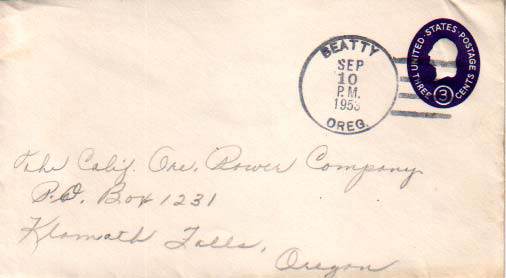 BEATTY
SEP
10
P.M.
1953
OREG.
UNITED·STATES·POSTAGE
THREE 3 CENTS
The Calif. Ore. Power Company
P.O. Box 1231
Klamath Falls,
Oregon